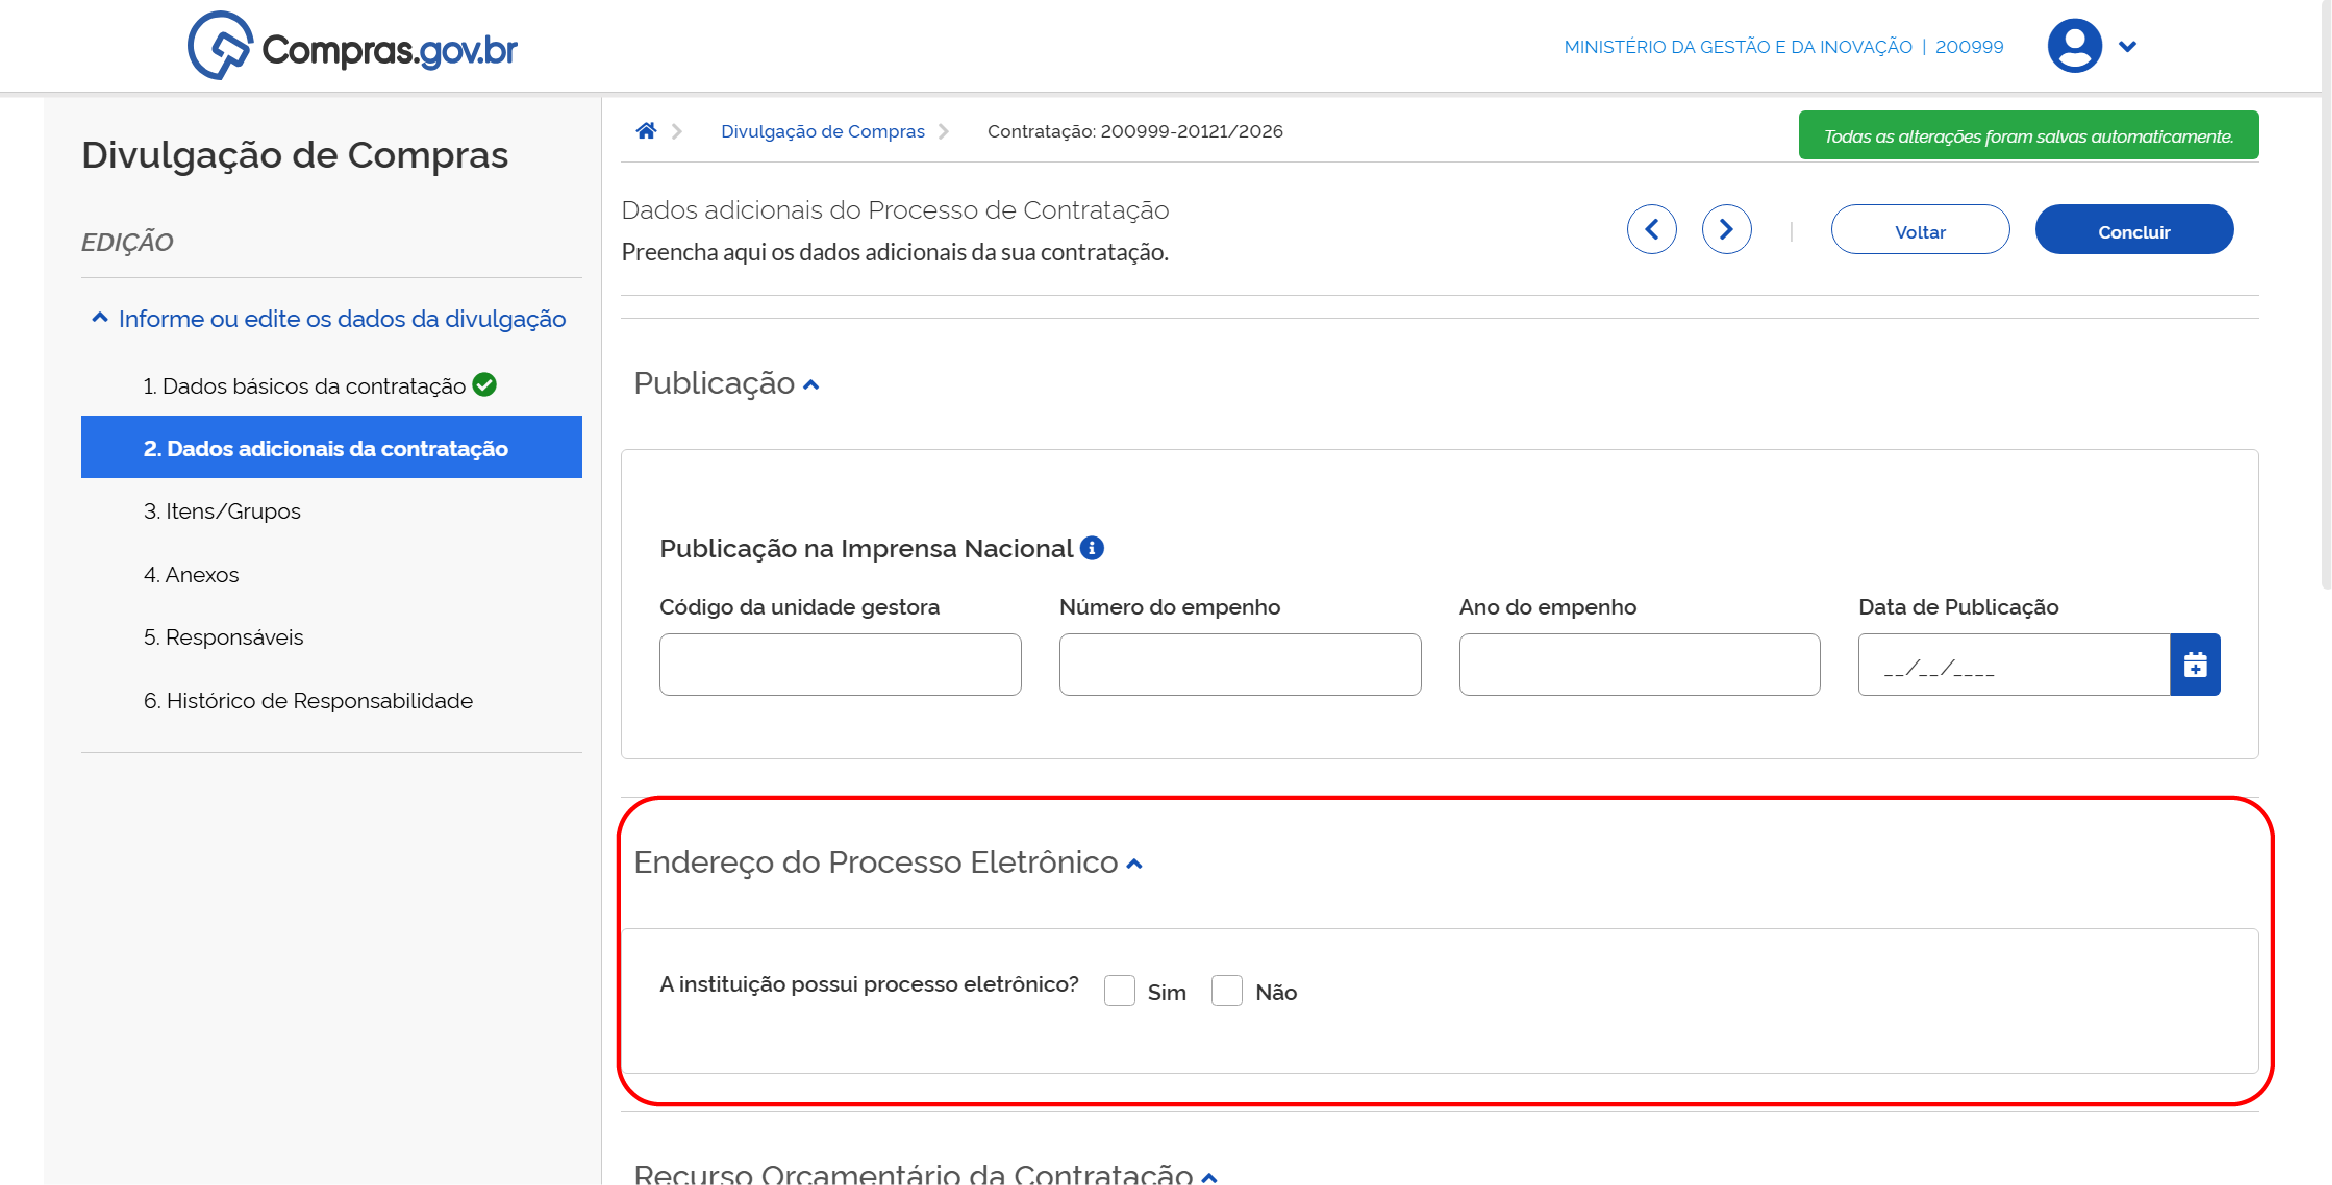 Compras.gov.br
MINISTÉRIO DA GESTÃO E DA INOVAÇÃO | 200999
Divulgação de Compras
EDIÇÃO
Informe ou edite os dados da divulgação
1. Dados básicos da contratação
2. Dados adicionais da contratação
3. Itens/Grupos
4. Anexos
5. Responsáveis
6. Histórico de Responsabilidade
Divulgação de Compras
Contratação: 200999-20121/2026
Todas as alterações foram salvas automaticamente.
Dados adicionais do Processo de Contratação
Preencha aqui os dados adicionais da sua contratação.
Voltar
Concluir
Publicação
Publicação na Imprensa Nacional
Código da unidade gestora
Número do empenho
Ano do empenho
Data de Publicação
__/__/____
Endereço do Processo Eletrônico
A instituição possui processo eletrônico?
Sim
Não
Recurso Orçamentário da Contratação